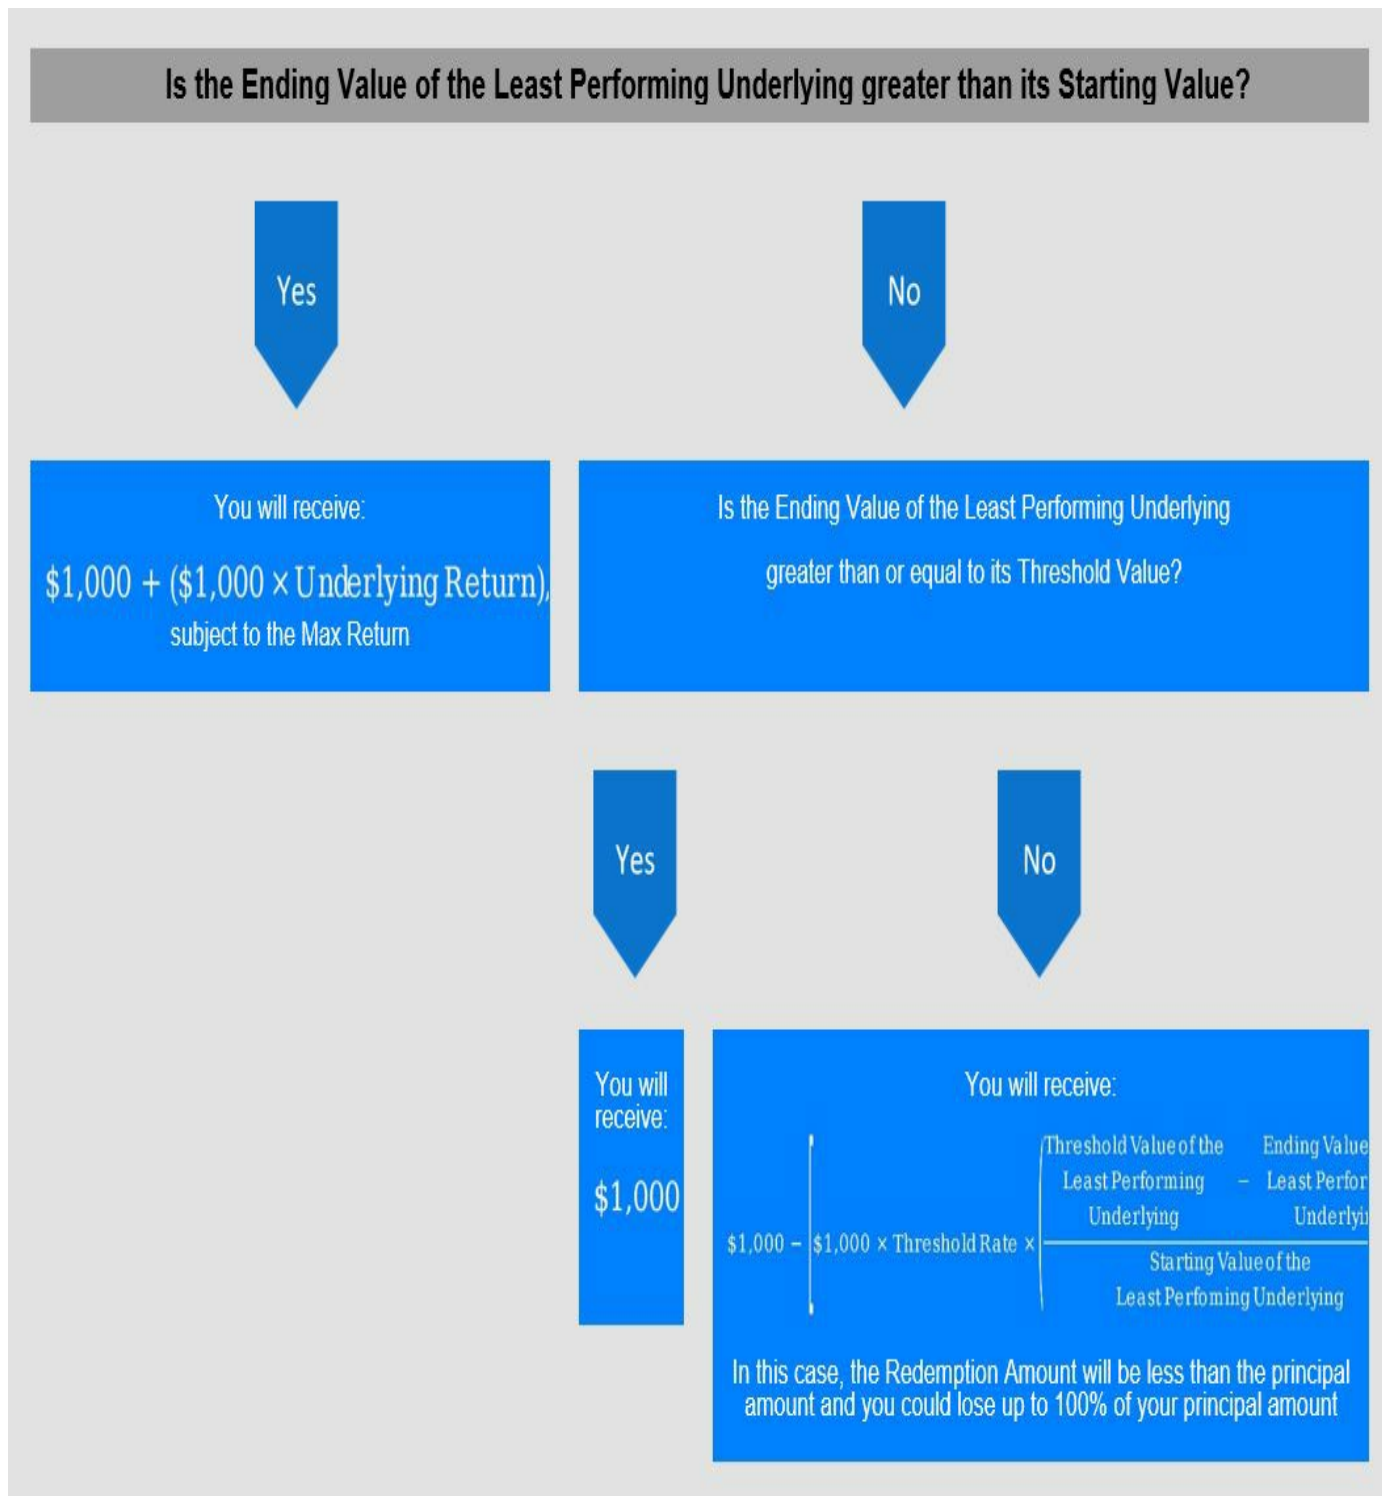 Is the Ending Value of the Least Performing Underlying greater than its Starting Value?
Yes
No
You will receive:
$1,000 + ($1,000 × Underlying Return),
subject to the Max Return
Is the Ending Value of the Least Performing Underlying
greater than or equal to its Threshold Value?
Yes
No
You will
receive:
$1,000
You will receive:
Threshold Value of the Ending Value
Least Performing − Least Perfor
Underlying Underlyi
$1,000 − [$1,000 × Threshold Rate × (
Starting Value of the
Least Perfoming Underlying
In this case, the Redemption Amount will be less than the principal
amount and you could lose up to 100% of your principal amount